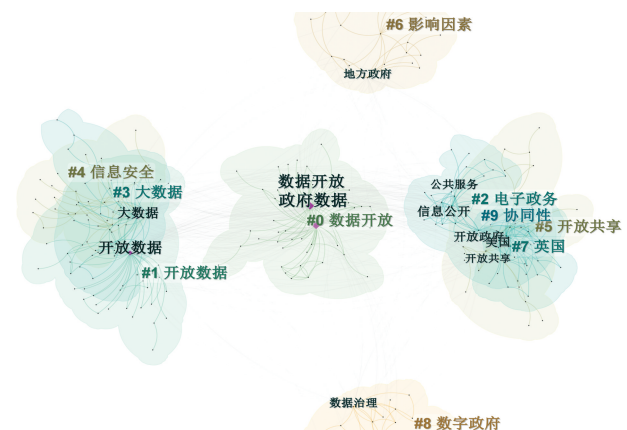 #6 影响因素
地方政府
#4 信息安全
#3 大数据
大数据
开放数据
#1 开放数据
数据开放
政府数据
#0 数据开放
公共服务
#2 电子政务
信息公开
#9 协同性
#5 开放共享
开放政府
英国
#7 英国
开放共享
数据治理
#8 数字政府